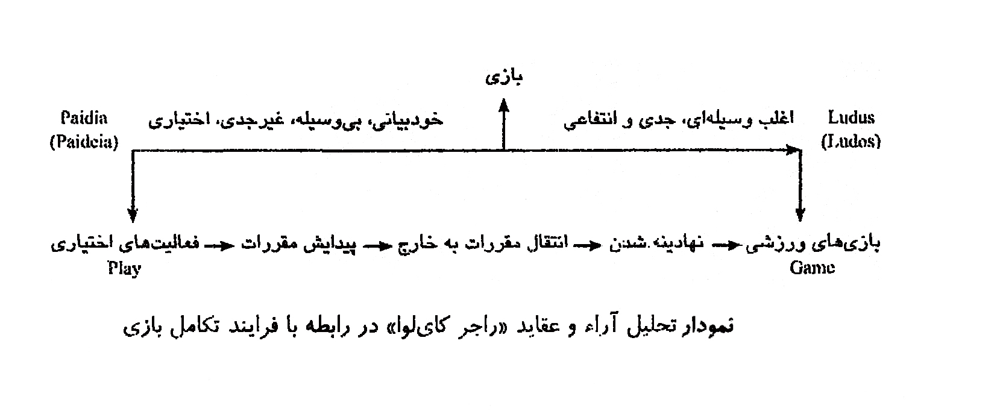 بازی
Paidia خودبیانی، بی‌وسیله، غیرجدی، اختیاری اغلب وسیله‌ای، جدی و انتفاعی Ludus
(Paideia) (Ludos)
فعالیت‌های اختیاری پیدایش مقررات انتقال مقررات به خارج نهادینه شدن بازی‌های ورزشی
Play Game
نمودار تحلیل آراء و عقاید «راجر کای‌لوا» در رابطه با فرایند تکامل بازی